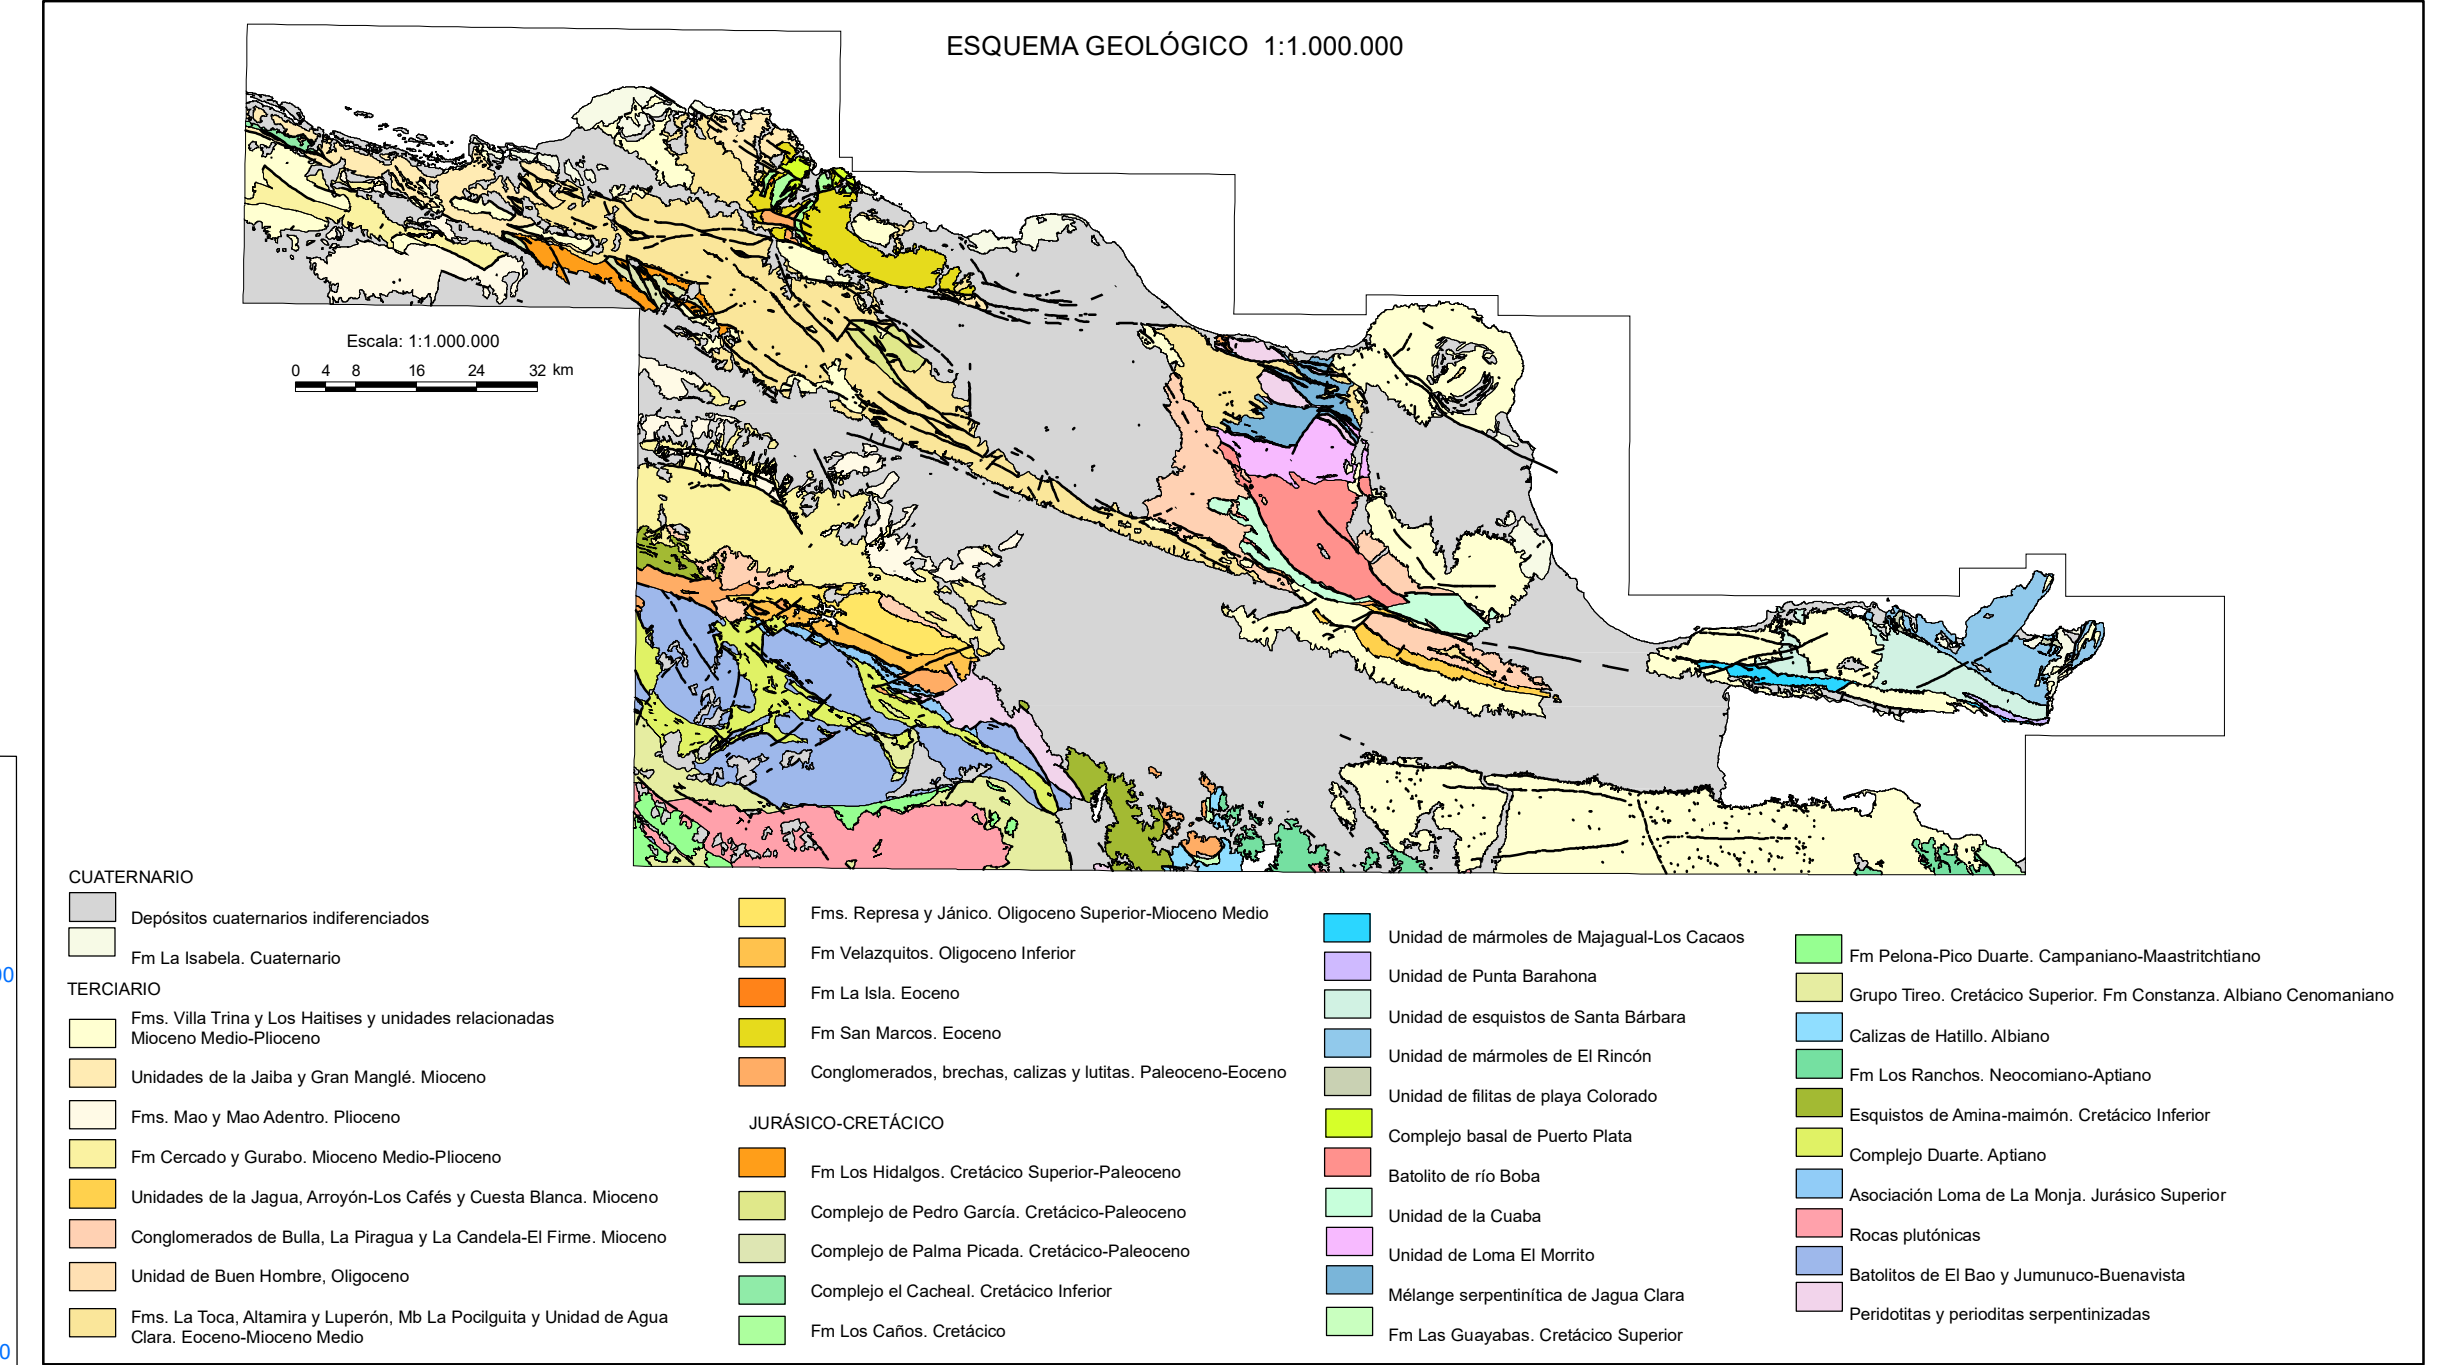 ESQUEMA GEOLÓGICO 1:1.000.000
Escala: 1:1.000.000
0 4 8 16 24 32 km
CUATERNARIO
Depósitos cuaternarios indiferenciados
Fm La Isabela. Cuaternario
TERCIARIO
Fms. Villa Trina y Los Haitises y unidades relacionadas
Mioceno Medio-Plioceno
Unidades de la Jaiba y Gran Manglé. Mioceno
Fms. Mao y Mao Adentro. Plioceno
Fm Cercado y Gurabo. Mioceno Medio-Plioceno
Unidades de la Jagua, Arroyón-Los Cafés y Cuesta Blanca. Mioceno
Conglomerados de Bulla, La Piragua y La Candela-El Firme. Mioceno
Unidad de Buen Hombre, Oligoceno
Fms. La Toca, Altamira y Luperón, Mb La Pocilguita y Unidad de Agua
Clara. Eoceno-Mioceno Medio
Fms. Represa y Jánico. Oligoceno Superior-Mioceno Medio
Fm Velazquitos. Oligoceno Inferior
Fm La Isla. Eoceno
Fm San Marcos. Eoceno
Conglomerados, brechas, calizas y lutitas. Paleoceno-Eoceno
JURÁSICO-CRETÁCICO
Fm Los Hidalgos. Cretácico Superior-Paleoceno
Complejo de Pedro García. Cretácico-Paleoceno
Complejo de Palma Picada. Cretácico-Paleoceno
Complejo el Cacheal. Cretácico Inferior
Fm Los Caños. Cretácico
Unidad de mármoles de Majagual-Los Cacaos
Unidad de Punta Barahona
Unidad de esquistos de Santa Bárbara
Unidad de mármoles de El Rincón
Unidad de filitas de playa Colorado
Complejo basal de Puerto Plata
Batolito de río Boba
Unidad de la Cuaba
Unidad de Loma El Morrito
Mélange serpentinítica de Jagua Clara
Fm Las Guayabas. Cretácico Superior
Fm Pelona-Pico Duarte. Campaniano-Maastritchtiano
Grupo Tireo. Cretácico Superior. Fm Constanza. Albiano Cenomaniano
Calizas de Hatillo. Albiano
Fm Los Ranchos. Neocomiano-Aptiano
Esquistos de Amina-maimón. Cretácico Inferior
Complejo Duarte. Aptiano
Asociación Loma de La Monja. Jurásico Superior
Rocas plutónicas
Batolitos de El Bao y Jumunuco-Buenavista
Peridotitas y perioditas serpentinizadas